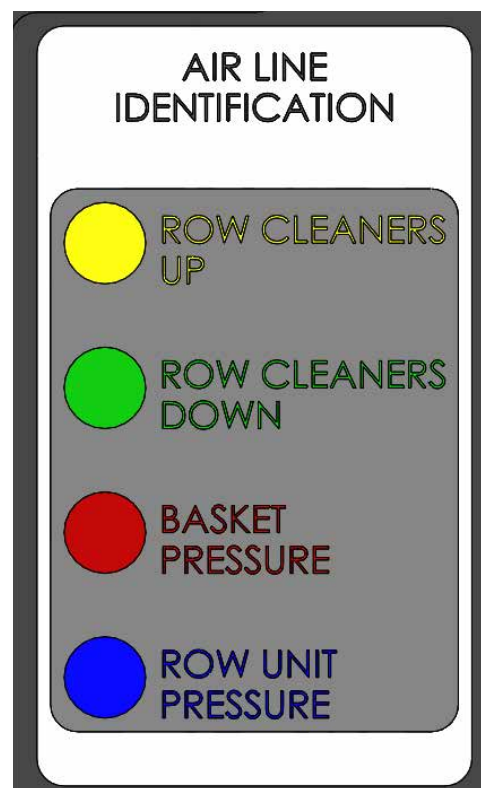 AIR LINE
IDENTIFICATION
ROW CLEANERS
UP
ROW CLEANERS
DOWN
BASKET
PRESSURE
ROW UNIT
PRESSURE